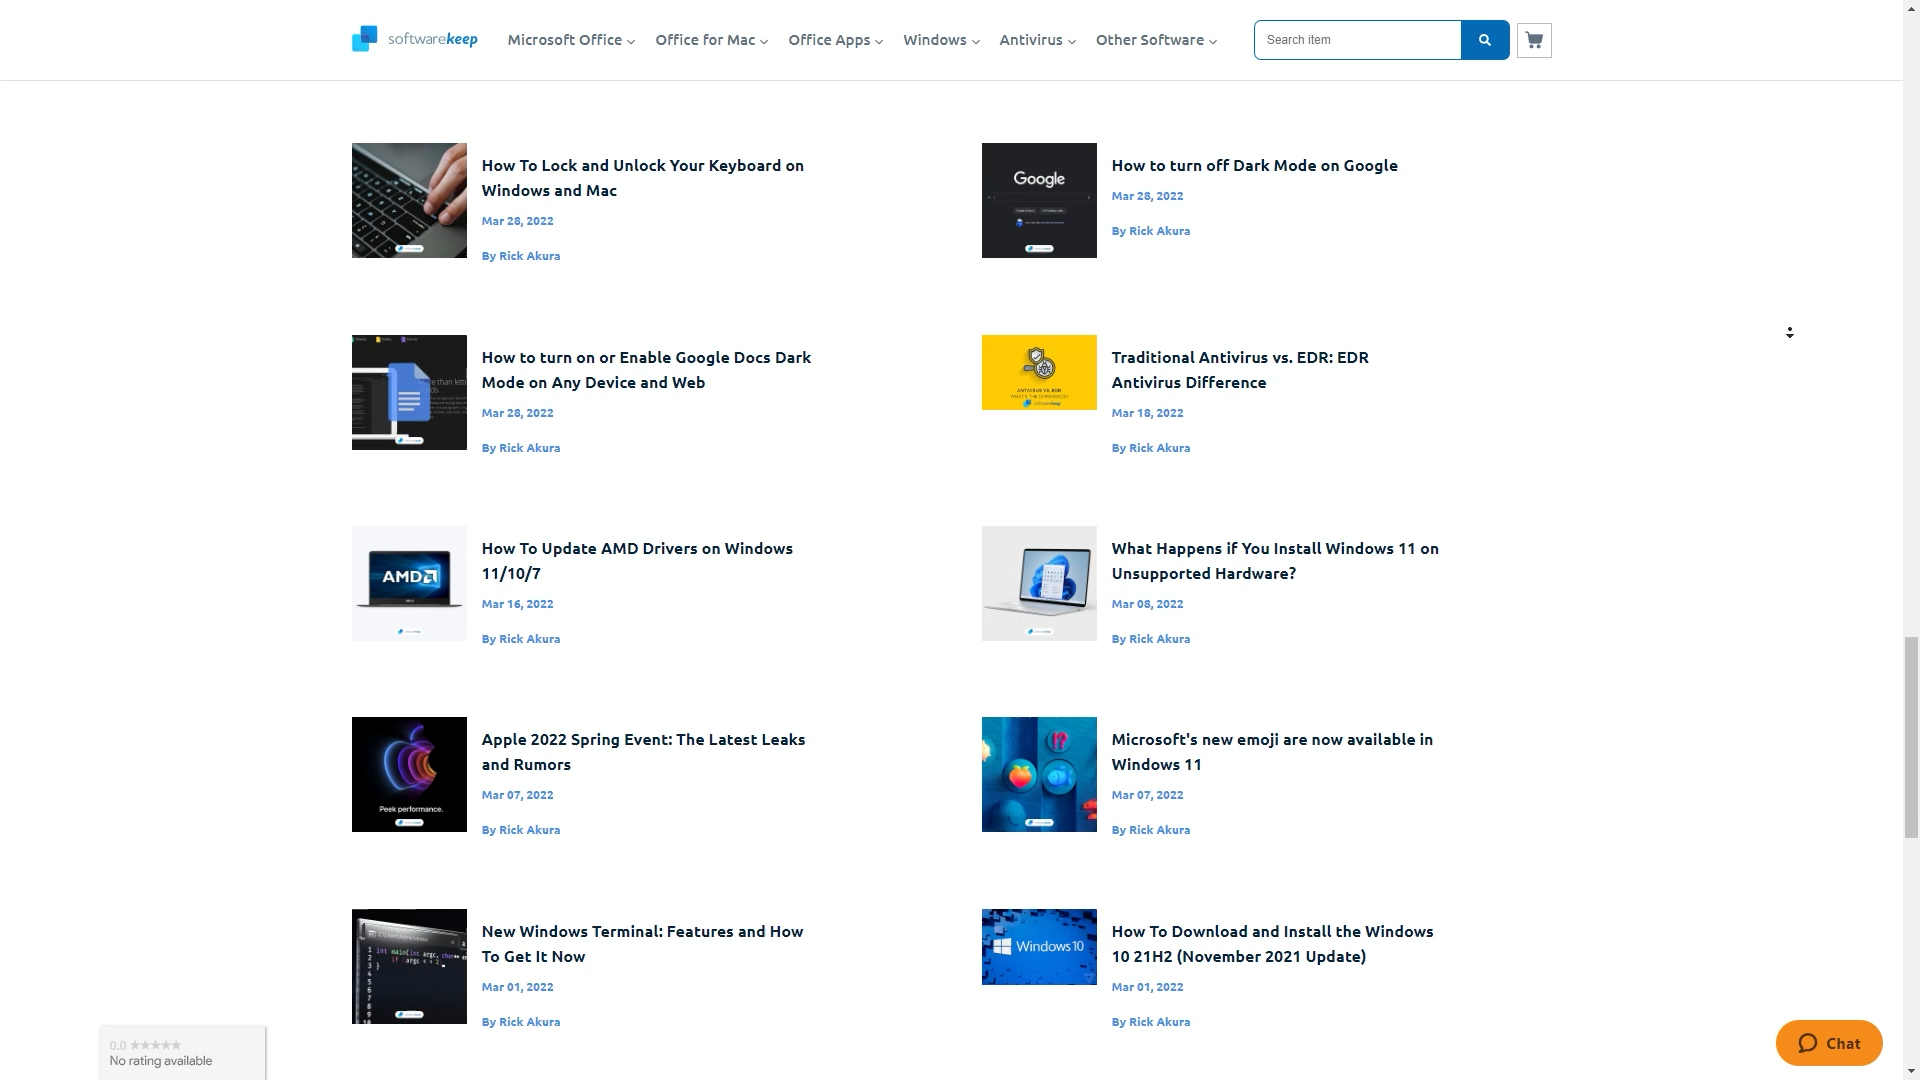 softwarekeep
Microsoft Office
Office for Mac
Office Apps
Windows
Antivirus
Other Software
Search item
How To Lock and Unlock Your Keyboard on
Windows and Mac
Mar 28, 2022
By Rick Akura
Google
How to turn off Dark Mode on Google
Mar 28, 2022
By Rick Akura
How to turn on or Enable Google Docs Dark
Mode on Any Device and Web
Mar 28, 2022
By Rick Akura
ANTIVIRUS VS. EDR:
WHAT'S THE DIFFERENCE?
softwarekeep
Traditional Antivirus vs. EDR: EDR
Antivirus Difference
Mar 18, 2022
By Rick Akura
AMD
How To Update AMD Drivers on Windows
11/10/7
Mar 16, 2022
By Rick Akura
What Happens if You Install Windows 11 on
Unsupported Hardware?
Mar 08, 2022
By Rick Akura
Peek performance.
Apple 2022 Spring Event: The Latest Leaks
and Rumors
Mar 07, 2022
By Rick Akura
Microsoft's new emoji are now available in
Windows 11
Mar 07, 2022
By Rick Akura
New Windows Terminal: Features and How
To Get It Now
Mar 01, 2022
By Rick Akura
Windows 10
How To Download and Install the Windows
10 21H2 (November 2021 Update)
Mar 01, 2022
By Rick Akura
0.0 ★★★★★
No rating available
Chat